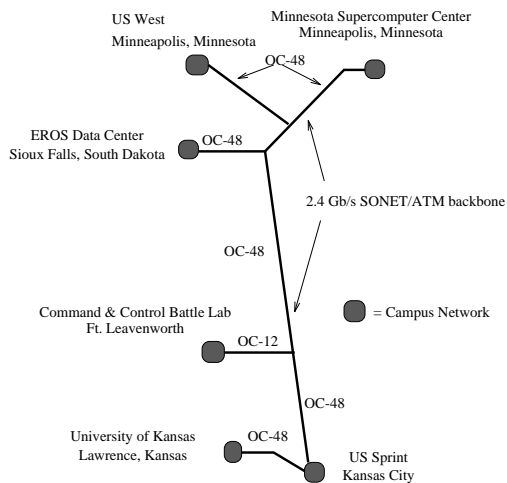 US West
Minneapolis, Minnesota
Minnesota Supercomputer Center
Minneapolis, Minnesota
OC-48
EROS Data Center
Sioux Falls, South Dakota
OC-48
2.4 Gb/s SONET/ATM backbone
OC-48
Command & Control Battle Lab
Ft. Leavenworth
= Campus Network
OC-12
OC-48
University of Kansas
Lawrence, Kansas
OC-48
US Sprint
Kansas City